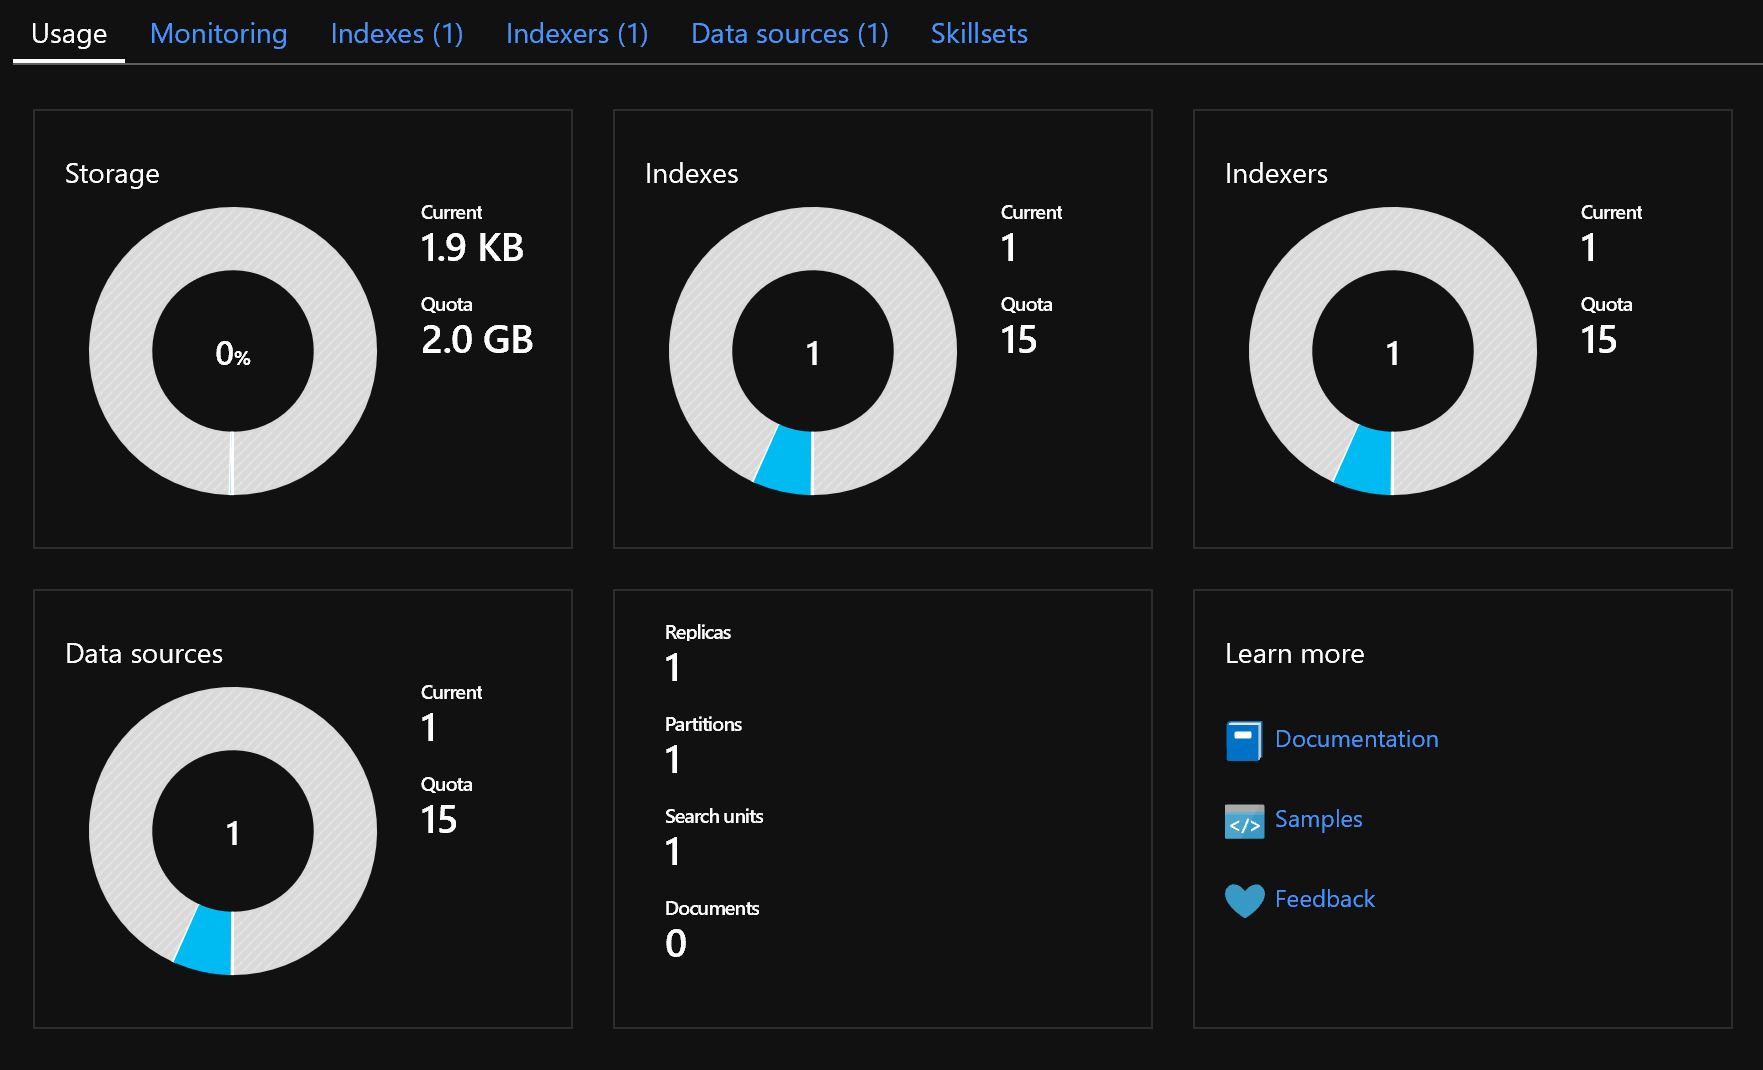 Usage Monitoring Indexes (1) Indexers (1) Data sources (1) Skillsets
Storage
Current
1.9 KB
Quota
2.0 GB
0%
Indexes
Current
1
Quota
15
1
Indexers
Current
1
Quota
15
1
Data sources
Current
1
Quota
15
1
Replicas
1
Partitions
1
Search units
1
Documents
0
Learn more
Documentation
</> Samples
Feedback